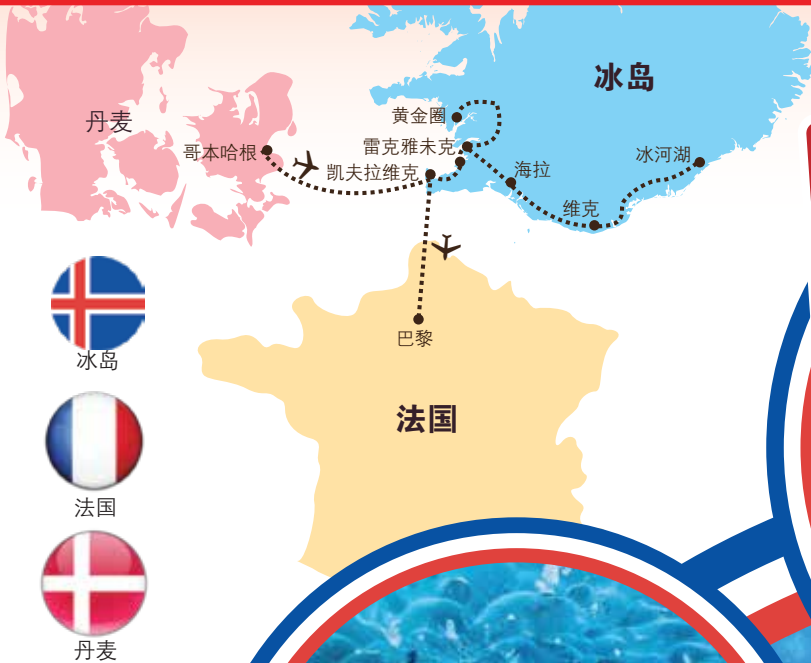 冰岛
丹麦
黄金圈
哥本哈根
雷克雅未克
凯夫拉维克
海拉
冰河湖
维克
巴黎
法国
冰岛
法国
丹麦